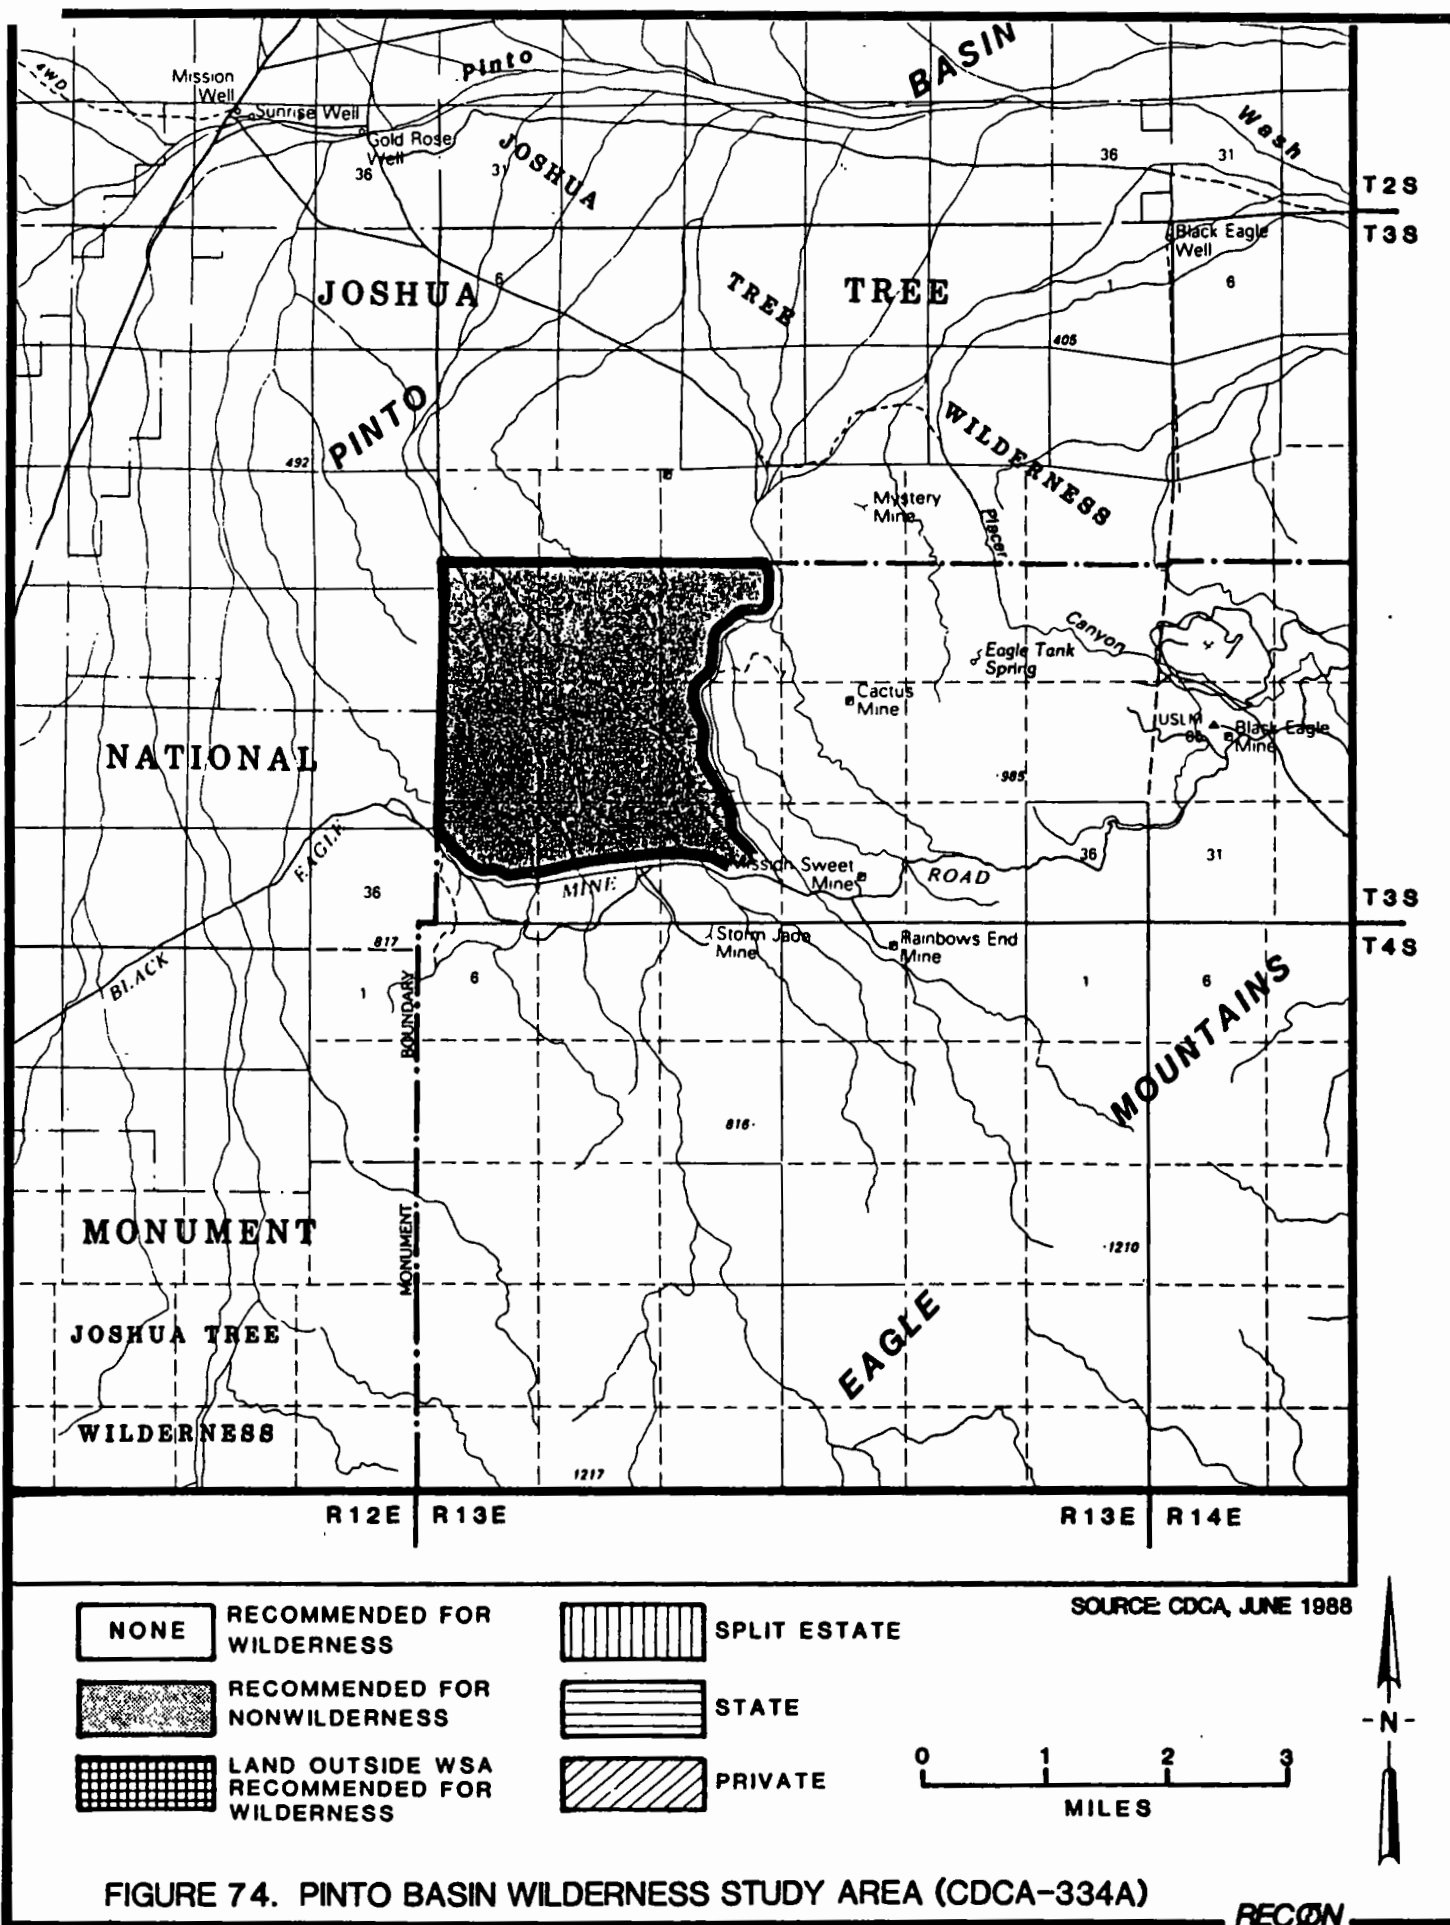 BASIN
Pinto
4WD
Mission
Well
Sunrise Well
Gold Rose
Well
Wash
JOSHUA
36
31
36
31
T2S
T3S
Black Eagle
Well
JOSHUA
6
TREE
TREE
1
6
405
PINTO
WILDERNESS
492
Mystery
Mine
Placer
Canyon
Eagle Tank
Spring
Cactus
Mine
USLM
Black Eagle
Mine
NATIONAL
985
EAGLE
Mission Sweet
Mine
ROAD
36
31
MINE
36
T3S
T4S
817
Storm Jade
Mine
Rainbows End
Mine
BLACK
1
6
1
6
BOUNDARY
MOUNTAINS
816
MONUMENT
MONUMENT
1210
JOSHUA TREE
EAGLE
WILDERNESS
1217
R12E
R13E
R13E
R14E
NONE
RECOMMENDED FOR
WILDERNESS
RECOMMENDED FOR
NONWILDERNESS
LAND OUTSIDE WSA
RECOMMENDED FOR
WILDERNESS
SPLIT ESTATE
STATE
PRIVATE
SOURCE: CDCA, JUNE 1988
-N-
0 1 2 3
MILES
FIGURE 74. PINTO BASIN WILDERNESS STUDY AREA (CDCA-334A)
RECON